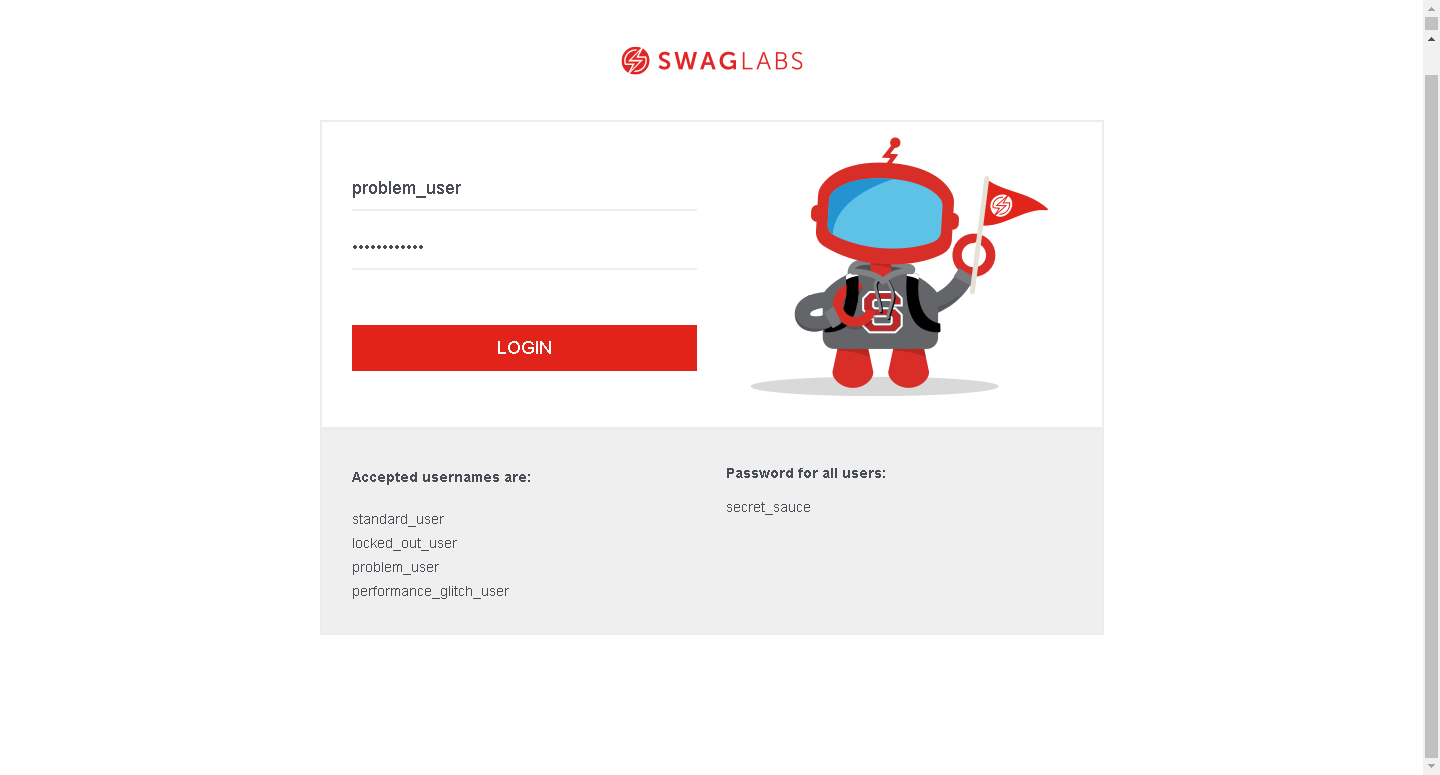 SWAGLABS
problem_user
••••••••••••
LOGIN
Accepted usernames are:
standard_user
locked_out_user
problem_user
performance_glitch_user
Password for all users:
secret_sauce
S